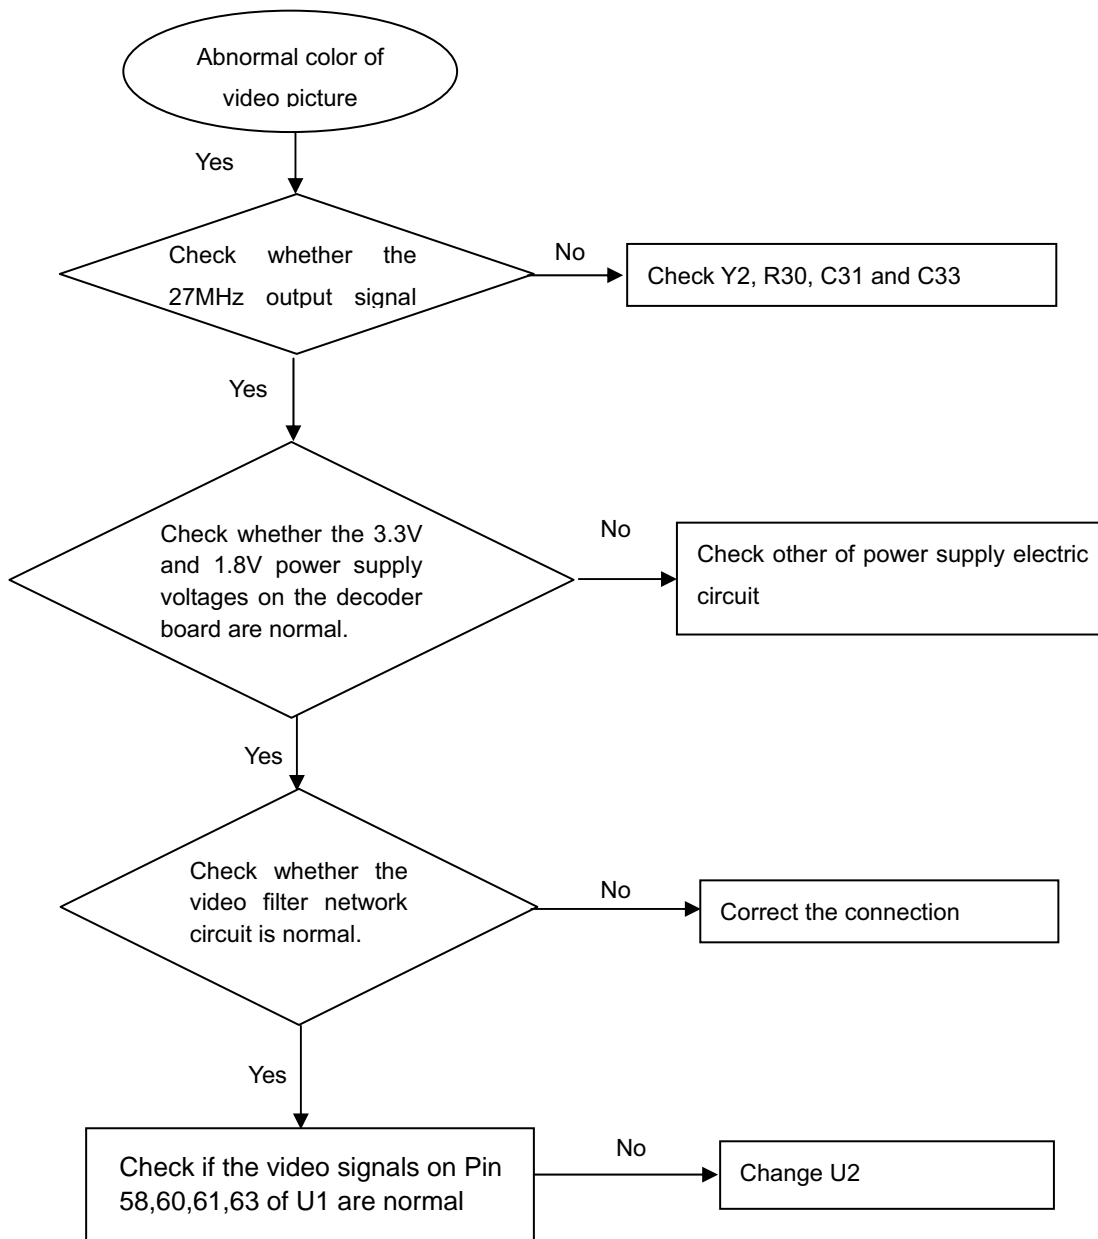 Abnormal color of
video picture
Yes
Check whether the
27MHz output signal
No
Check Y2, R30, C31 and C33
Yes
Check whether the 3.3V
and 1.8V power supply
voltages on the decoder
board are normal.
No
Check other of power supply electric
circuit
Yes
Check whether the
video filter network
circuit is normal.
No
Correct the connection
Yes
Check if the video signals on Pin
58,60,61,63 of U1 are normal
No
Change U2